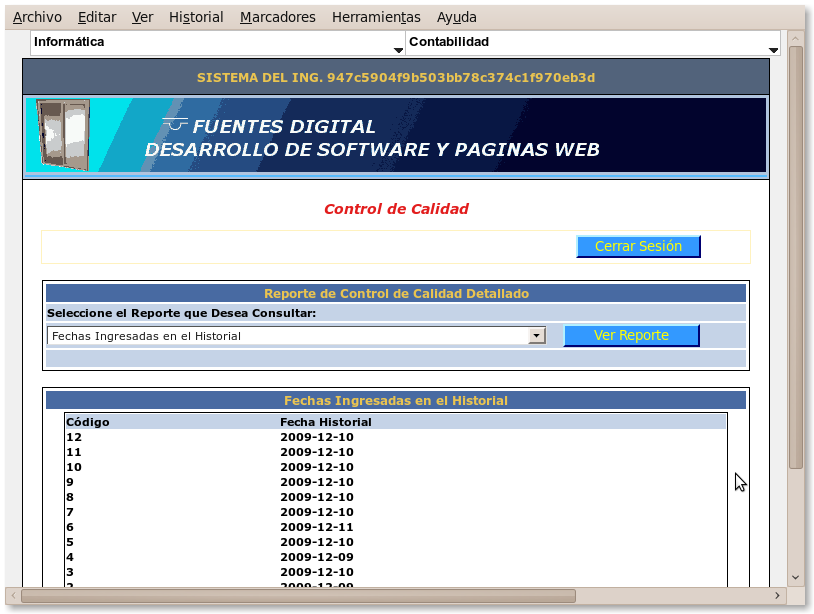 Archivo Editar Ver Historial Marcadores Herramientas Ayuda
Informática Contabilidad
SISTEMA DEL ING. 947c5904f9b503bb78c374c1f970eb3d
FUENTES DIGITAL
DESARROLLO DE SOFTWARE Y PAGINAS WEB
Control de Calidad
Cerrar Sesión
Reporte de Control de Calidad Detallado
Seleccione el Reporte que Desea Consultar:
Fechas Ingresadas en el Historial Ver Reporte
Fechas Ingresadas en el Historial
Código Fecha Historial
12 2009-12-10
11 2009-12-10
10 2009-12-10
9 2009-12-10
8 2009-12-10
7 2009-12-10
6 2009-12-11
5 2009-12-10
4 2009-12-09
3 2009-12-10
2 2009-12-09